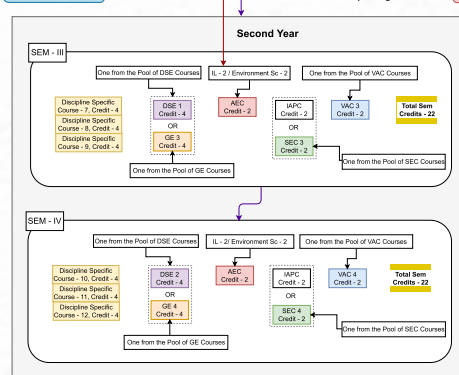 Second Year
SEM - III
One from the Pool of DSE Courses
IL - 2 / Environment Sc - 2
One from the Pool of VAC Courses
Discipline Specific
Course - 7, Credit - 4
Discipline Specific
Course - 8, Credit - 4
Discipline Specific
Course - 9, Credit - 4
DSE 1
Credit - 4
OR
GE 3
Credit - 4
AEC
Credit - 2
IAPC
Credit - 2
OR
SEC 3
Credit - 2
VAC 3
Credit - 2
Total Sem
Credits - 22
One from the Pool of SEC Courses
One from the Pool of GE Courses
SEM - IV
One from the Pool of DSE Courses
IL - 2/ Environment Sc - 2
One from the Pool of VAC Courses
Discipline Specific
Course - 10, Credit - 4
Discipline Specific
Course - 11, Credit - 4
Discipline Specific
Course - 12, Credit - 4
DSE 2
Credit - 4
OR
GE 4
Credit - 4
AEC
Credit - 2
IAPC
Credit - 2
OR
SEC 4
Credit - 2
VAC 4
Credit - 2
Total Sem
Credits - 22
One from the Pool of SEC Courses
One from the Pool of GE Courses